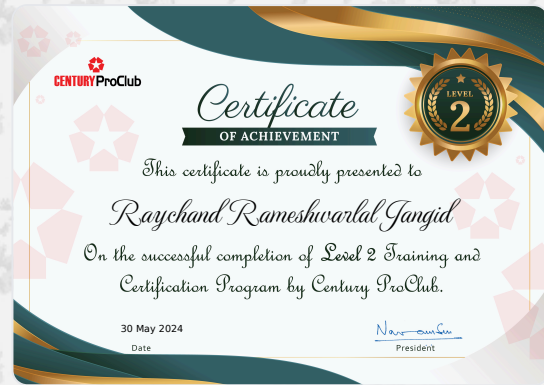 CENTURY ProClub
LEVEL
2
Certificate
OF ACHIEVEMENT
This certificate is proudly presented to
Raychand Rameshwarlal Jangid
On the successful completion of Level 2 Training and
Certification Program by Century ProClub.
30 May 2024
Date
President